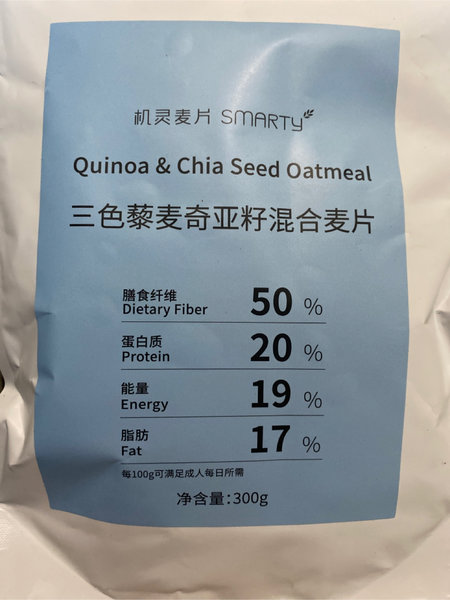 机灵麦片 SMARTY
Quinoa & Chia Seed Oatmeal
三色藜麦奇亚籽混合麦片
膳食纤维
Dietary Fiber 50 %
蛋白质
Protein 20 %
能量
Energy 19 %
脂肪
Fat 17 %
每100g可满足成人每日所需
净含量:300g